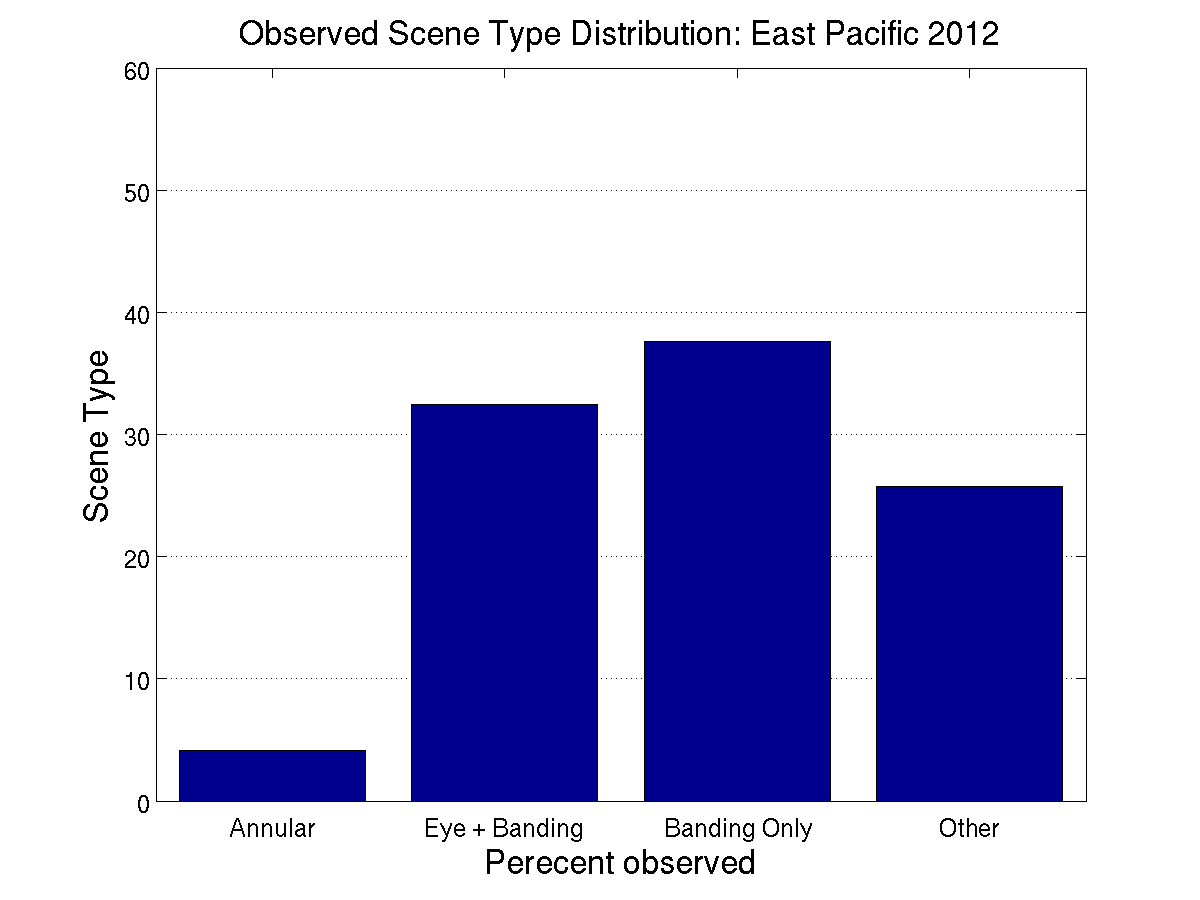 Observed Scene Type Distribution: East Pacific 2012
60
50
40
30
20
10
0
Scene Type
Annular
Eye + Banding
Banding Only
Other
Perecent observed